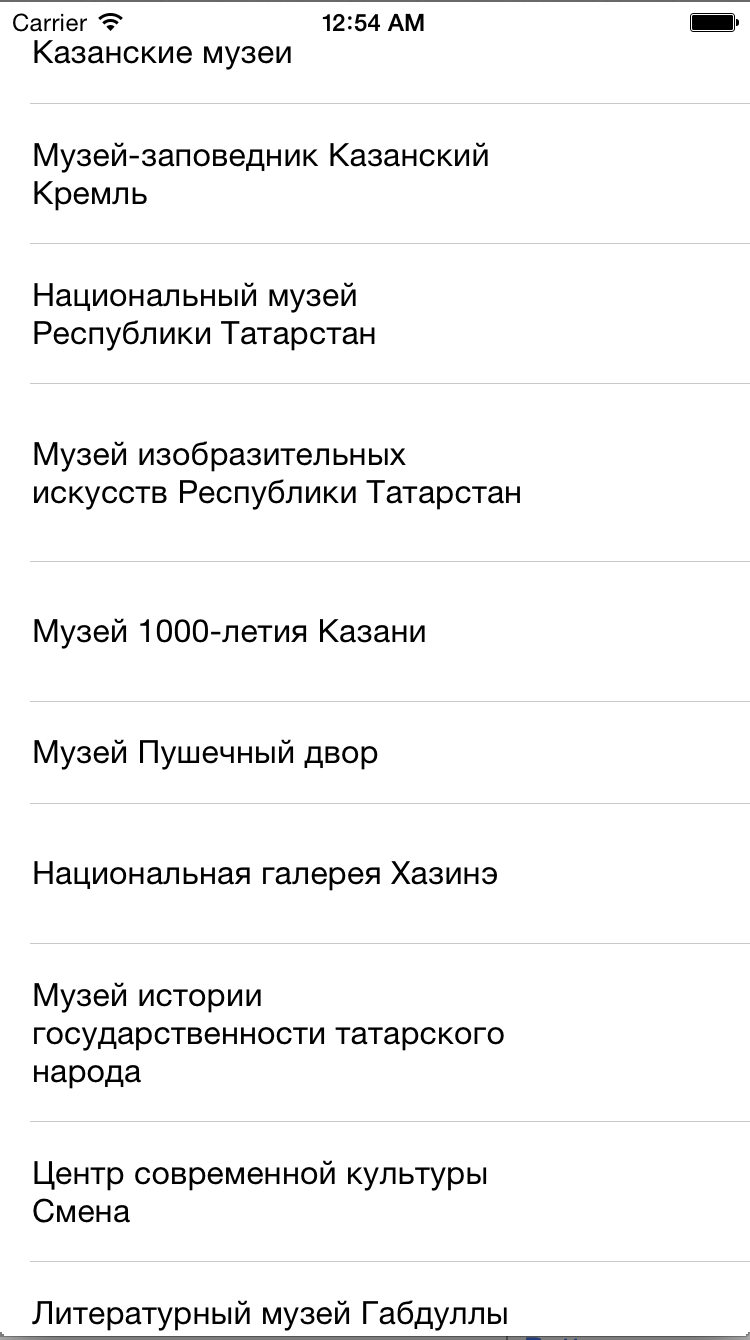 Carrier 12:54 AM
Казанские музеи
Музей-заповедник Казанский
Кремль
Национальный музей
Республики Татарстан
Музей изобразительных
искусств Республики Татарстан
Музей 1000-летия Казани
Музей Пушечный двор
Национальная галерея Хазинэ
Музей истории
государственности татарского
народа
Центр современной культуры
Смена
Литературный музей Габдуллы